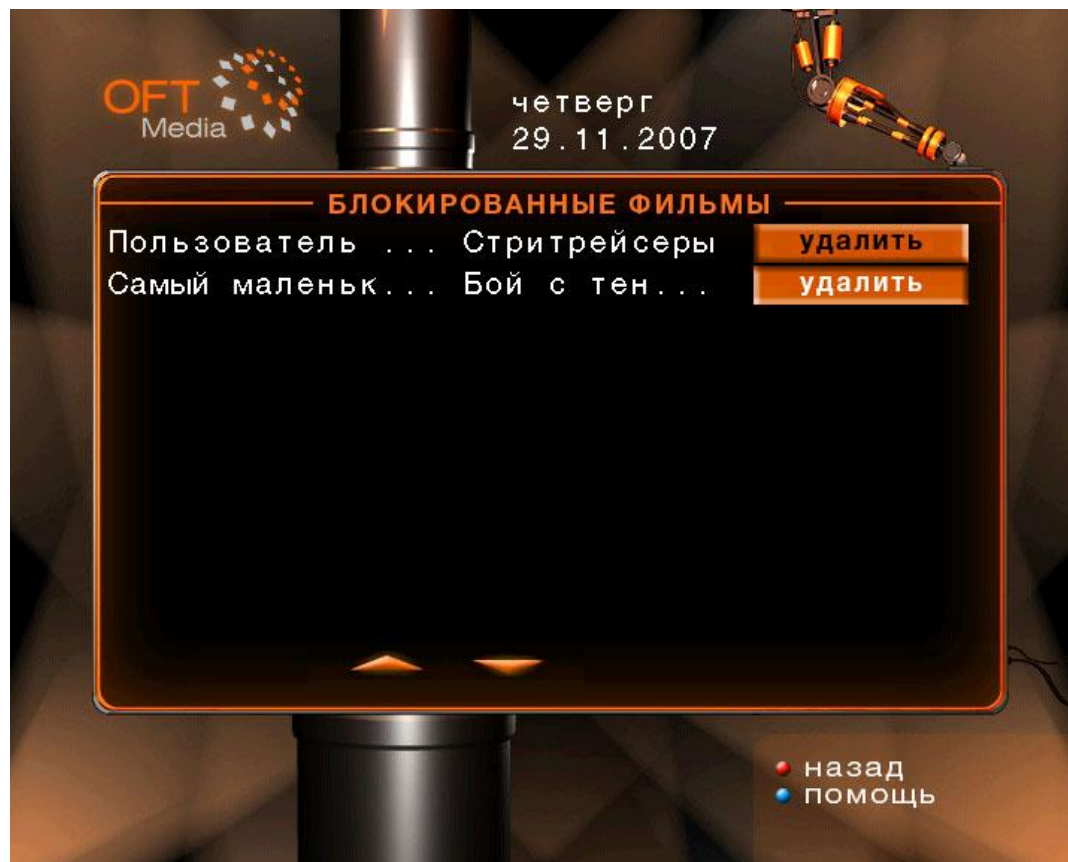 OFT
Media
четверг
29.11.2007
БЛОКИРОВАННЫЕ ФИЛЬМЫ
Пользователь ... Стритрейсеры удалить
Самый маленьк... Бой с тен... удалить
назад
помощь